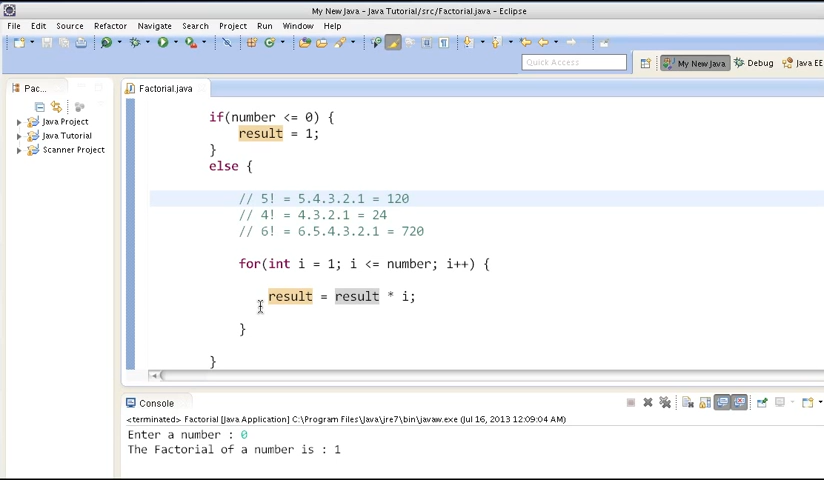 My New Java - Java Tutorial/src/Factorial.java - Eclipse
File Edit Source Refactor Navigate Search Project Run Window Help
Quick Access My New Java Debug Java EE
Pac... Factorial.java
Java Project
Java Tutorial
Scanner Project
if(number <= 0) {
result = 1;
}
else {
// 5! = 5.4.3.2.1 = 120
// 4! = 4.3.2.1 = 24
// 6! = 6.5.4.3.2.1 = 720
for(int i = 1; i <= number; i++) {
result = result * i;
}
}
Console
<terminated> Factorial [Java Application] C:\Program Files\Java\jre7\bin\javaw.exe (Jul 16, 2013 12:09:04 AM)
Enter a number : 0
The Factorial of a number is : 1